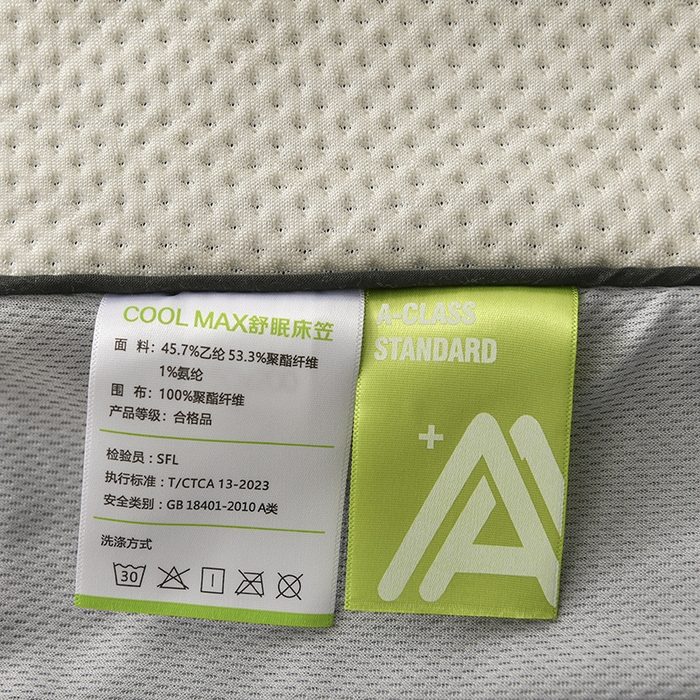 COOL MAX舒眠床笠
面 料：45.7%乙纶 53.3%聚酯纤维
1%氨纶
围 布：100%聚酯纤维
产品等级：合格品
检验员：SFL
执行标准：T/CTCA 13-2023
安全类别：GB 18401-2010 A类
洗涤方式
30
A-CLASS
STANDARD
+A